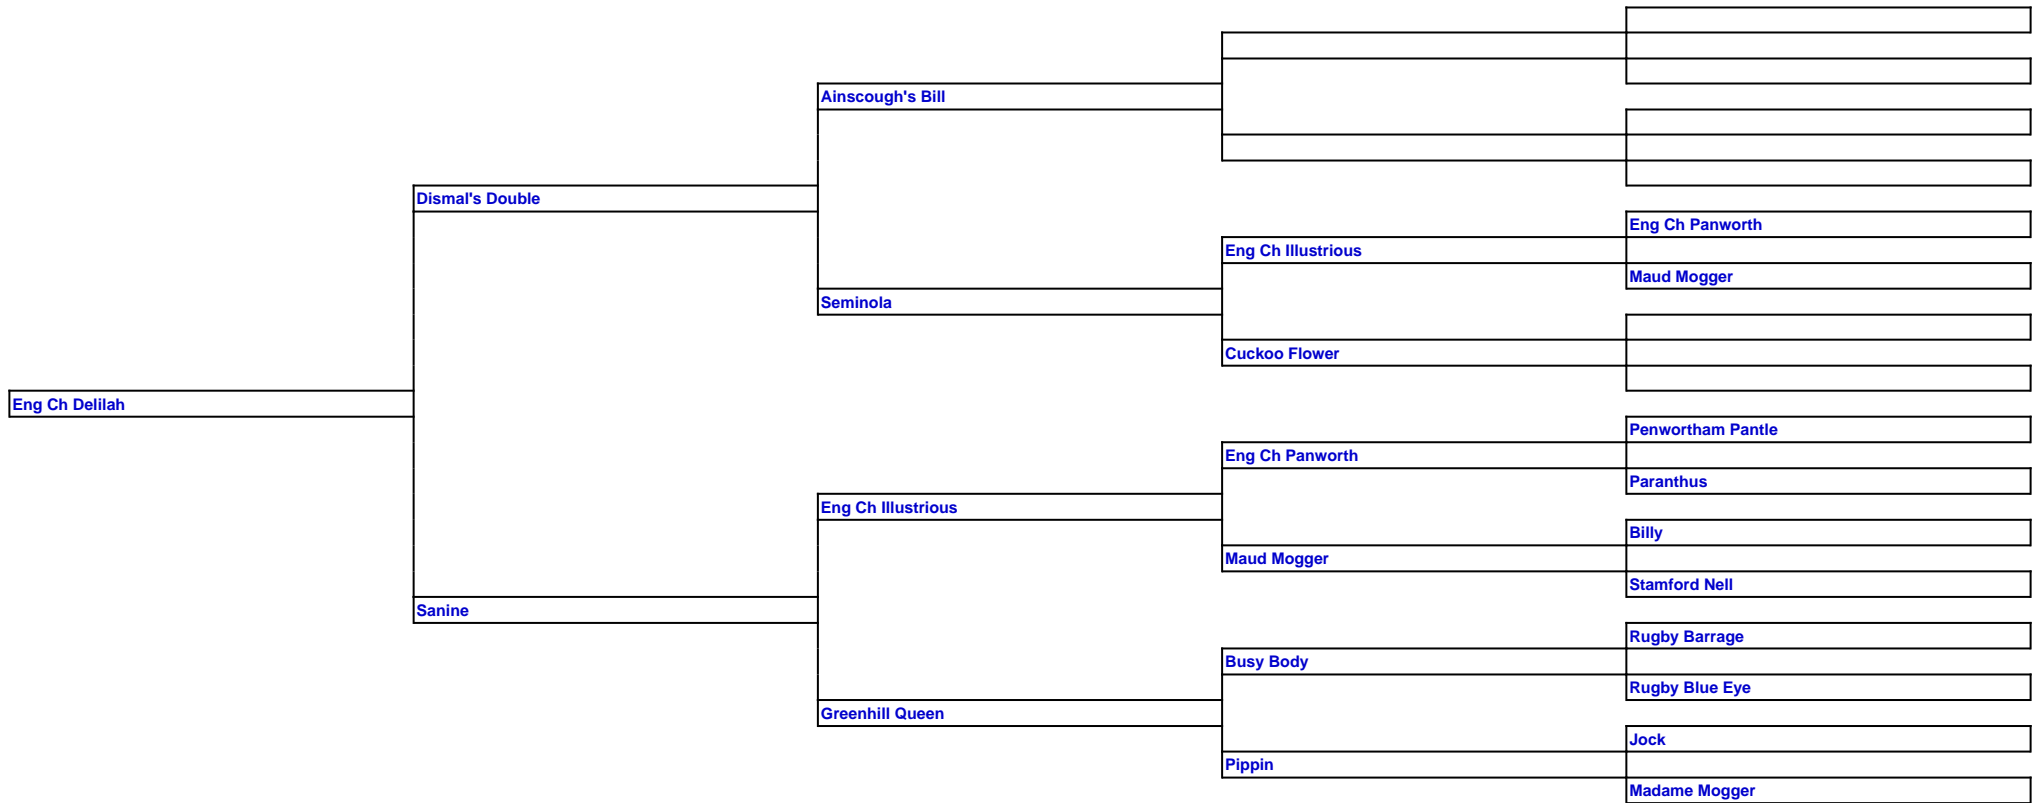 Ainscough's Bill
Dismal's Double
Eng Ch Panworth
Eng Ch Illustrious
Maud Mogger
Seminola
Cuckoo Flower
Eng Ch Delilah
Penwortham Pantle
Eng Ch Panworth
Paranthus
Eng Ch Illustrious
Billy
Maud Mogger
Stamford Nell
Sanine
Rugby Barrage
Busy Body
Rugby Blue Eye
Greenhill Queen
Jock
Pippin
Madame Mogger